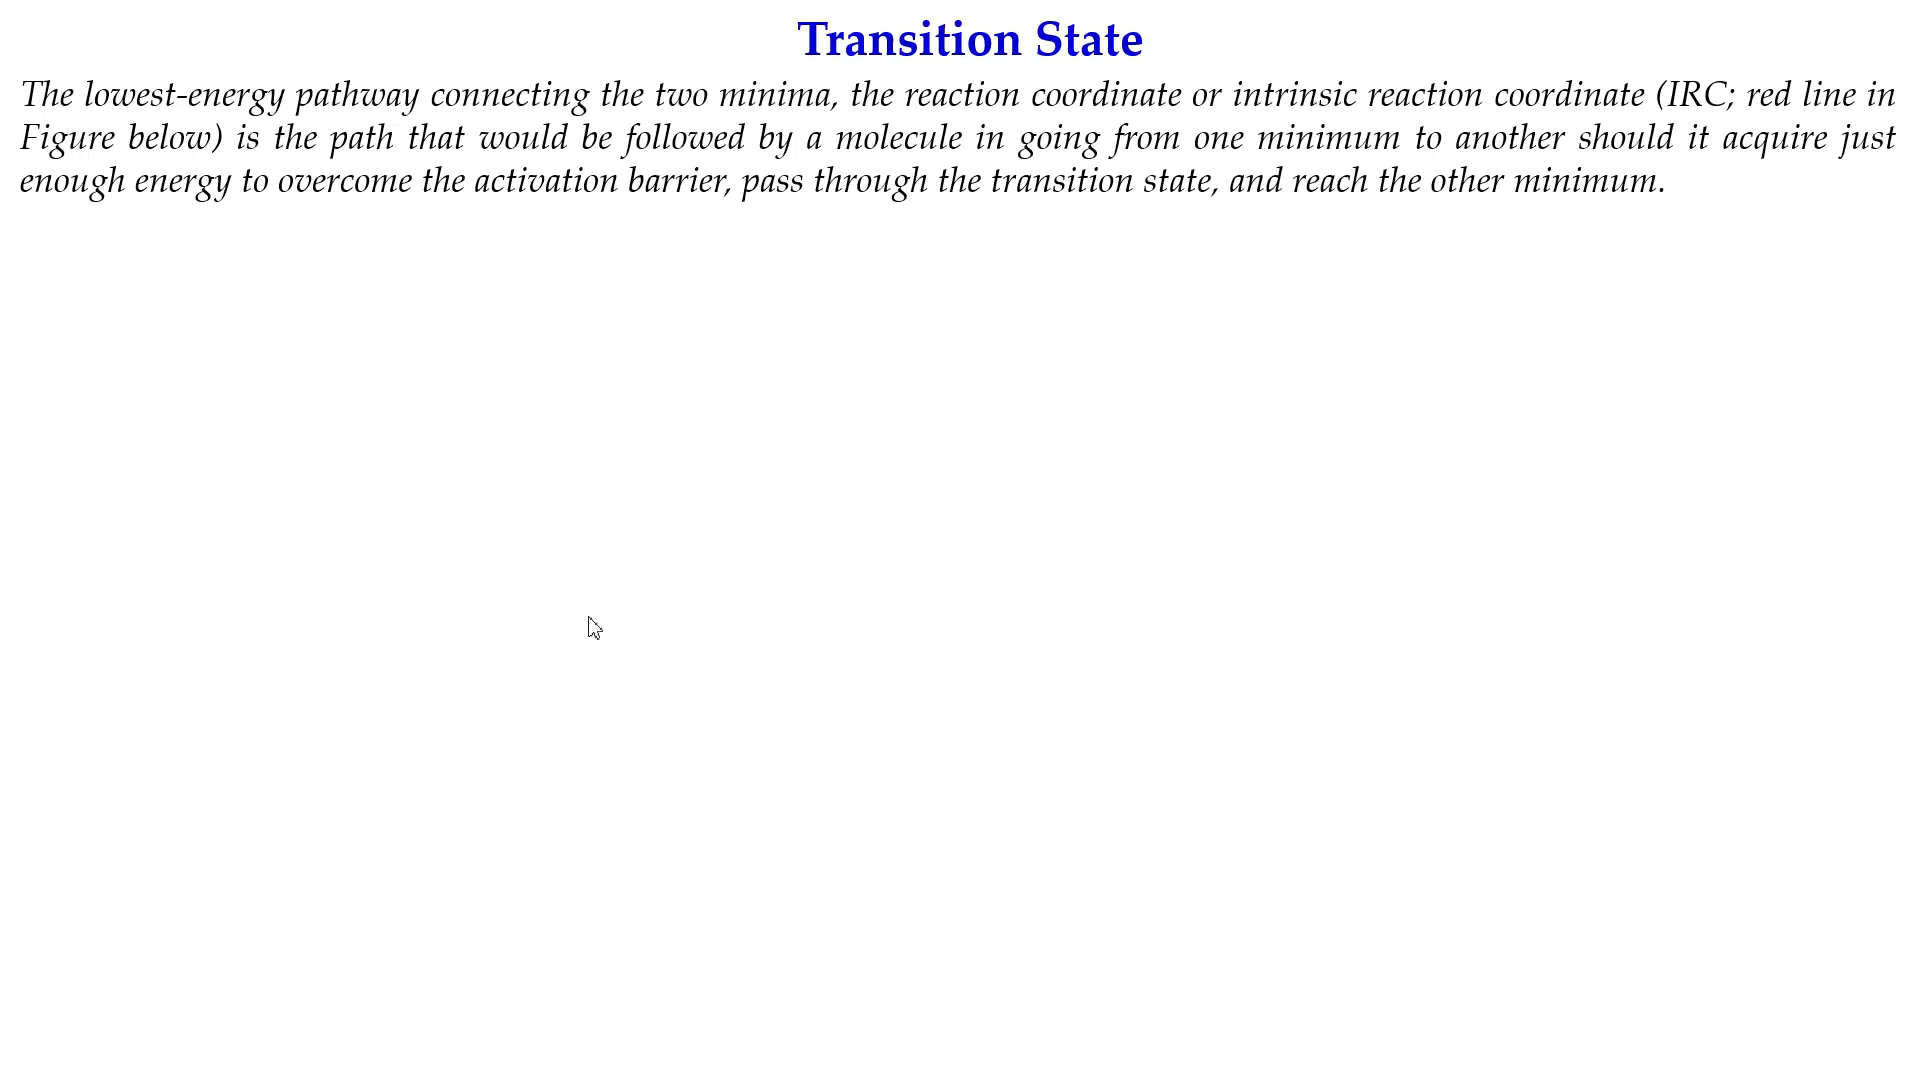 Transition State
The lowest-energy pathway connecting the two minima, the reaction coordinate or intrinsic reaction coordinate (IRC; red line in
Figure below) is the path that would be followed by a molecule in going from one minimum to another should it acquire just
enough energy to overcome the activation barrier, pass through the transition state, and reach the other minimum.